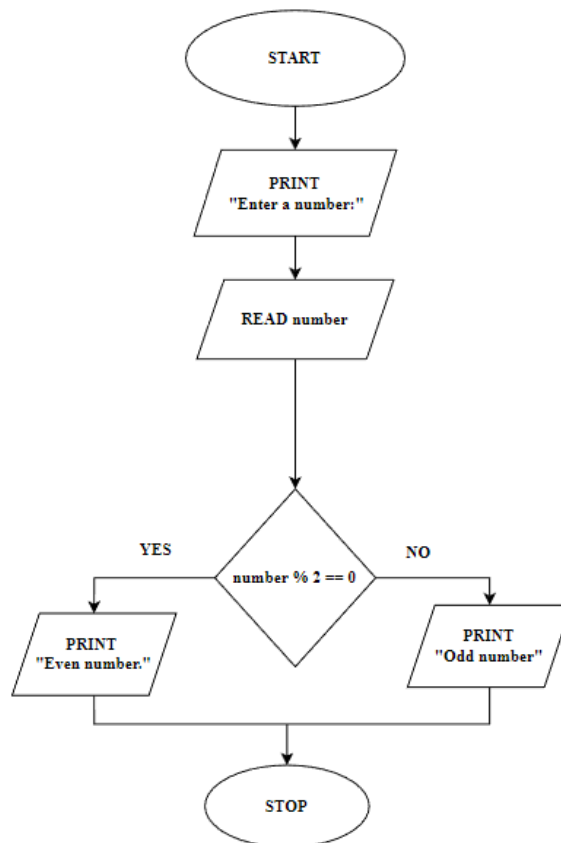 START
PRINT
"Enter a number:"
READ number
number % 2 == 0
YES
NO
PRINT
"Even number."
PRINT
"Odd number"
STOP